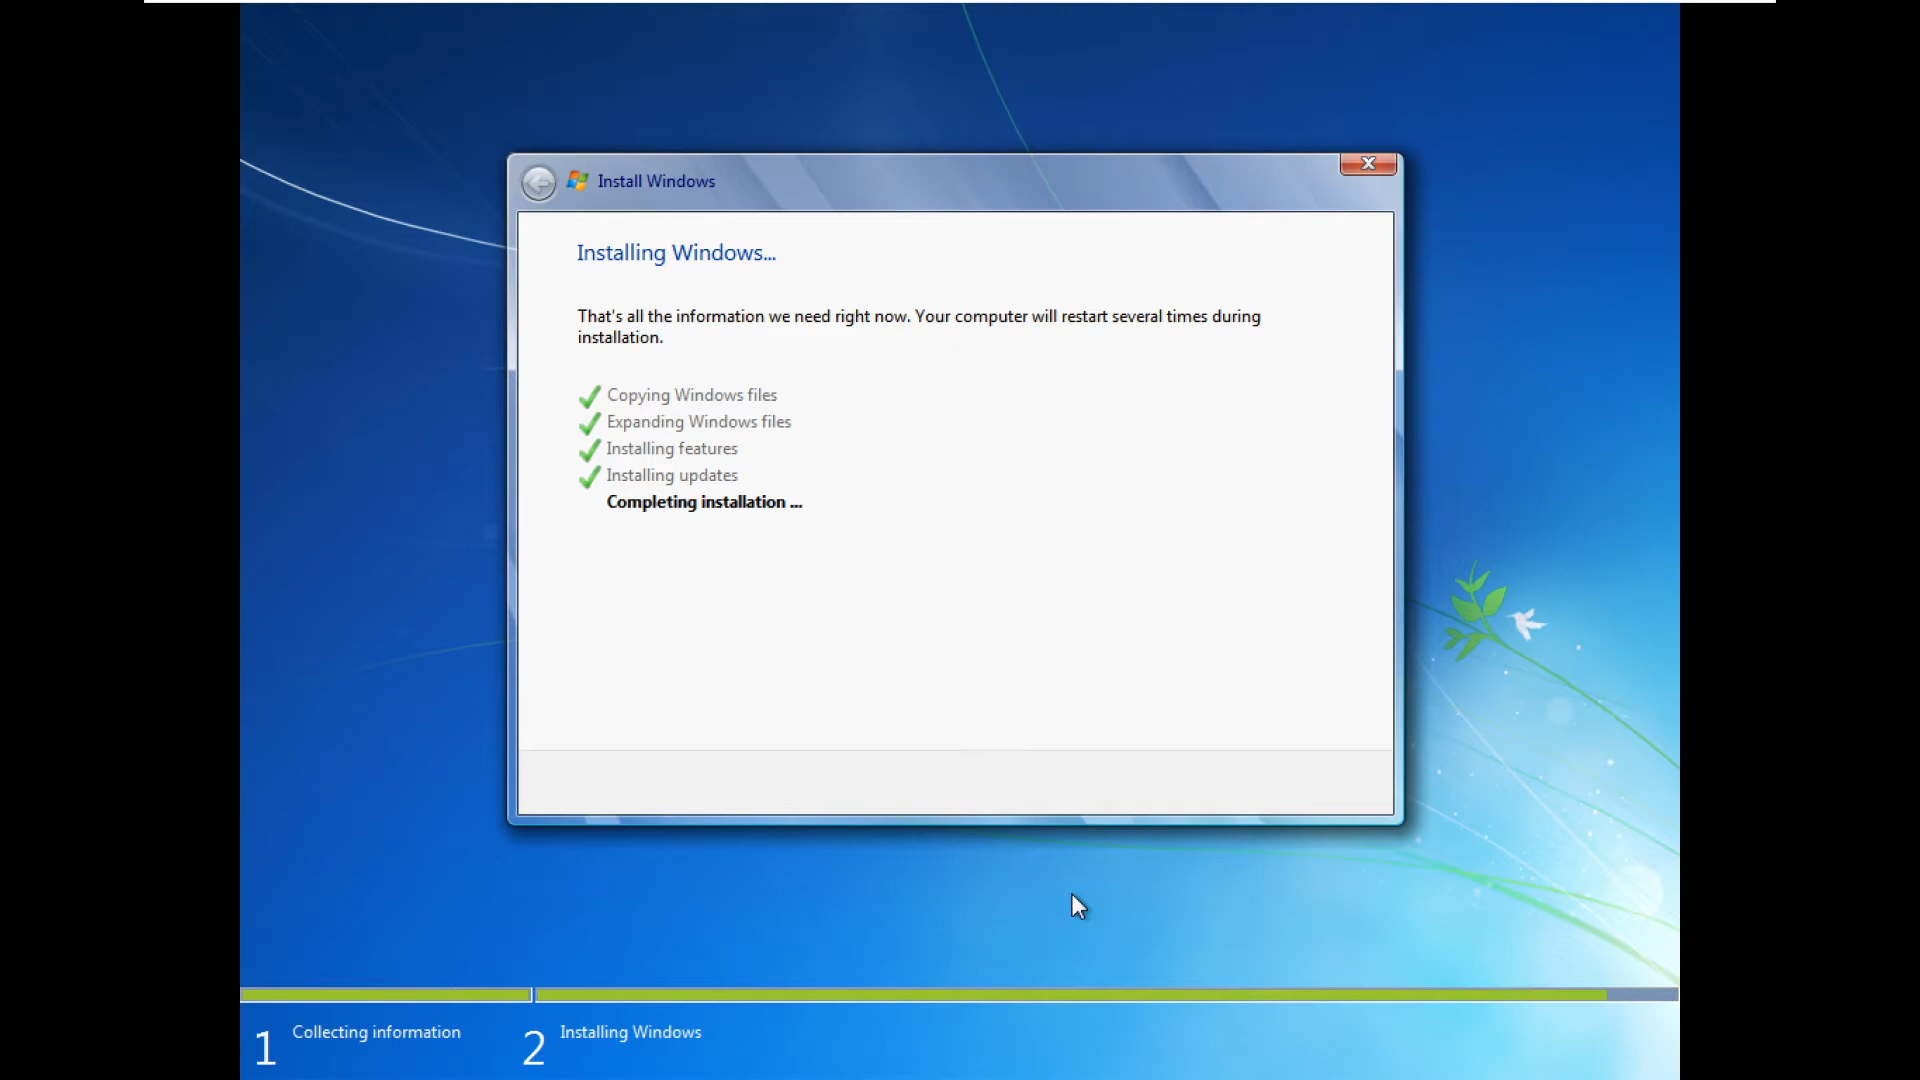 Install Windows
Installing Windows...
That's all the information we need right now. Your computer will restart several times during
installation.
Copying Windows files
Expanding Windows files
Installing features
Installing updates
Completing installation ...
1 Collecting information
2 Installing Windows